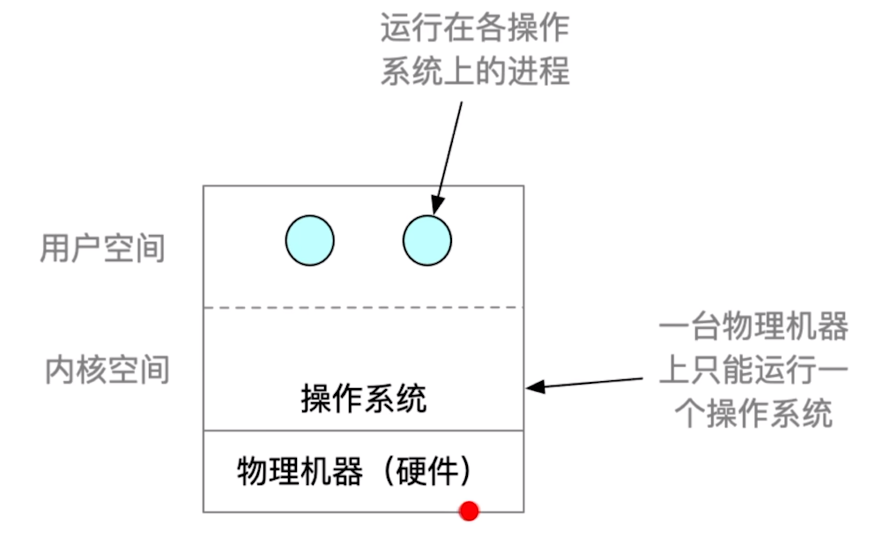 运行在各操作
系统上的进程
用户空间
一台物理机器
上只能运行一
个操作系统
内核空间
操作系统
物理机器（硬件）